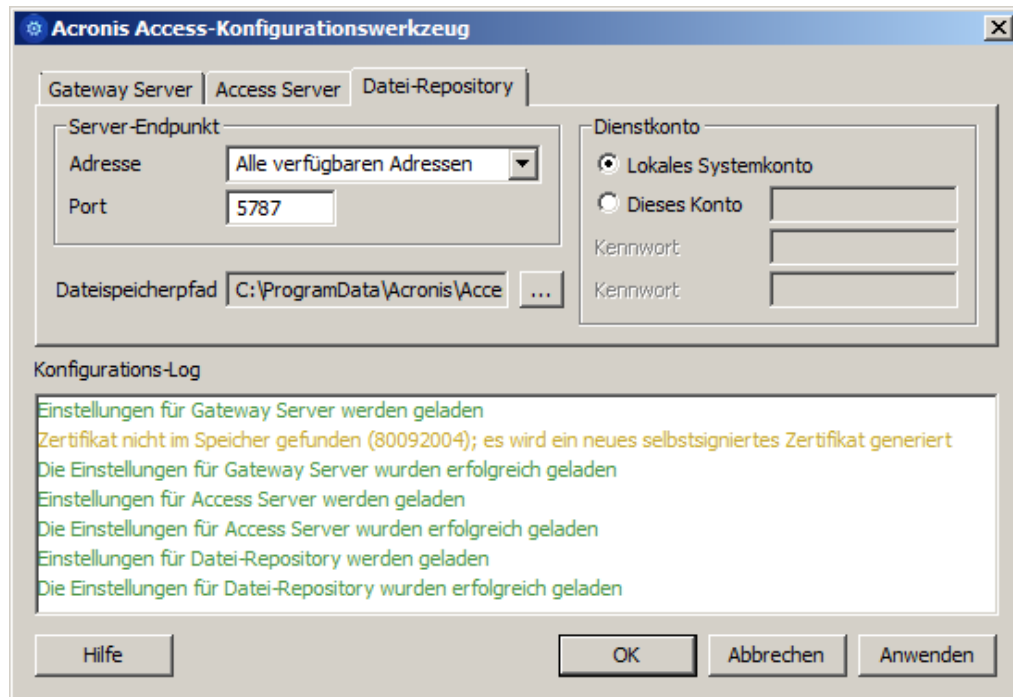 Acronis Access-Konfigurationswerkzeug
Gateway Server
Access Server
Datei-Repository
Server-Endpunkt
Adresse
Alle verfügbaren Adressen
Port
5787
Dateispeicherpfad
C:\ProgramData\Acronis\Acce
...
Dienstkonto
Lokales Systemkonto
Dieses Konto
Kennwort
Kennwort
Konfigurations-Log
Einstellungen für Gateway Server werden geladen
Zertifikat nicht im Speicher gefunden (80092004); es wird ein neues selbstsigniertes Zertifikat generiert
Die Einstellungen für Gateway Server wurden erfolgreich geladen
Einstellungen für Access Server werden geladen
Die Einstellungen für Access Server wurden erfolgreich geladen
Einstellungen für Datei-Repository werden geladen
Die Einstellungen für Datei-Repository wurden erfolgreich geladen
Hilfe
OK
Abbrechen
Anwenden